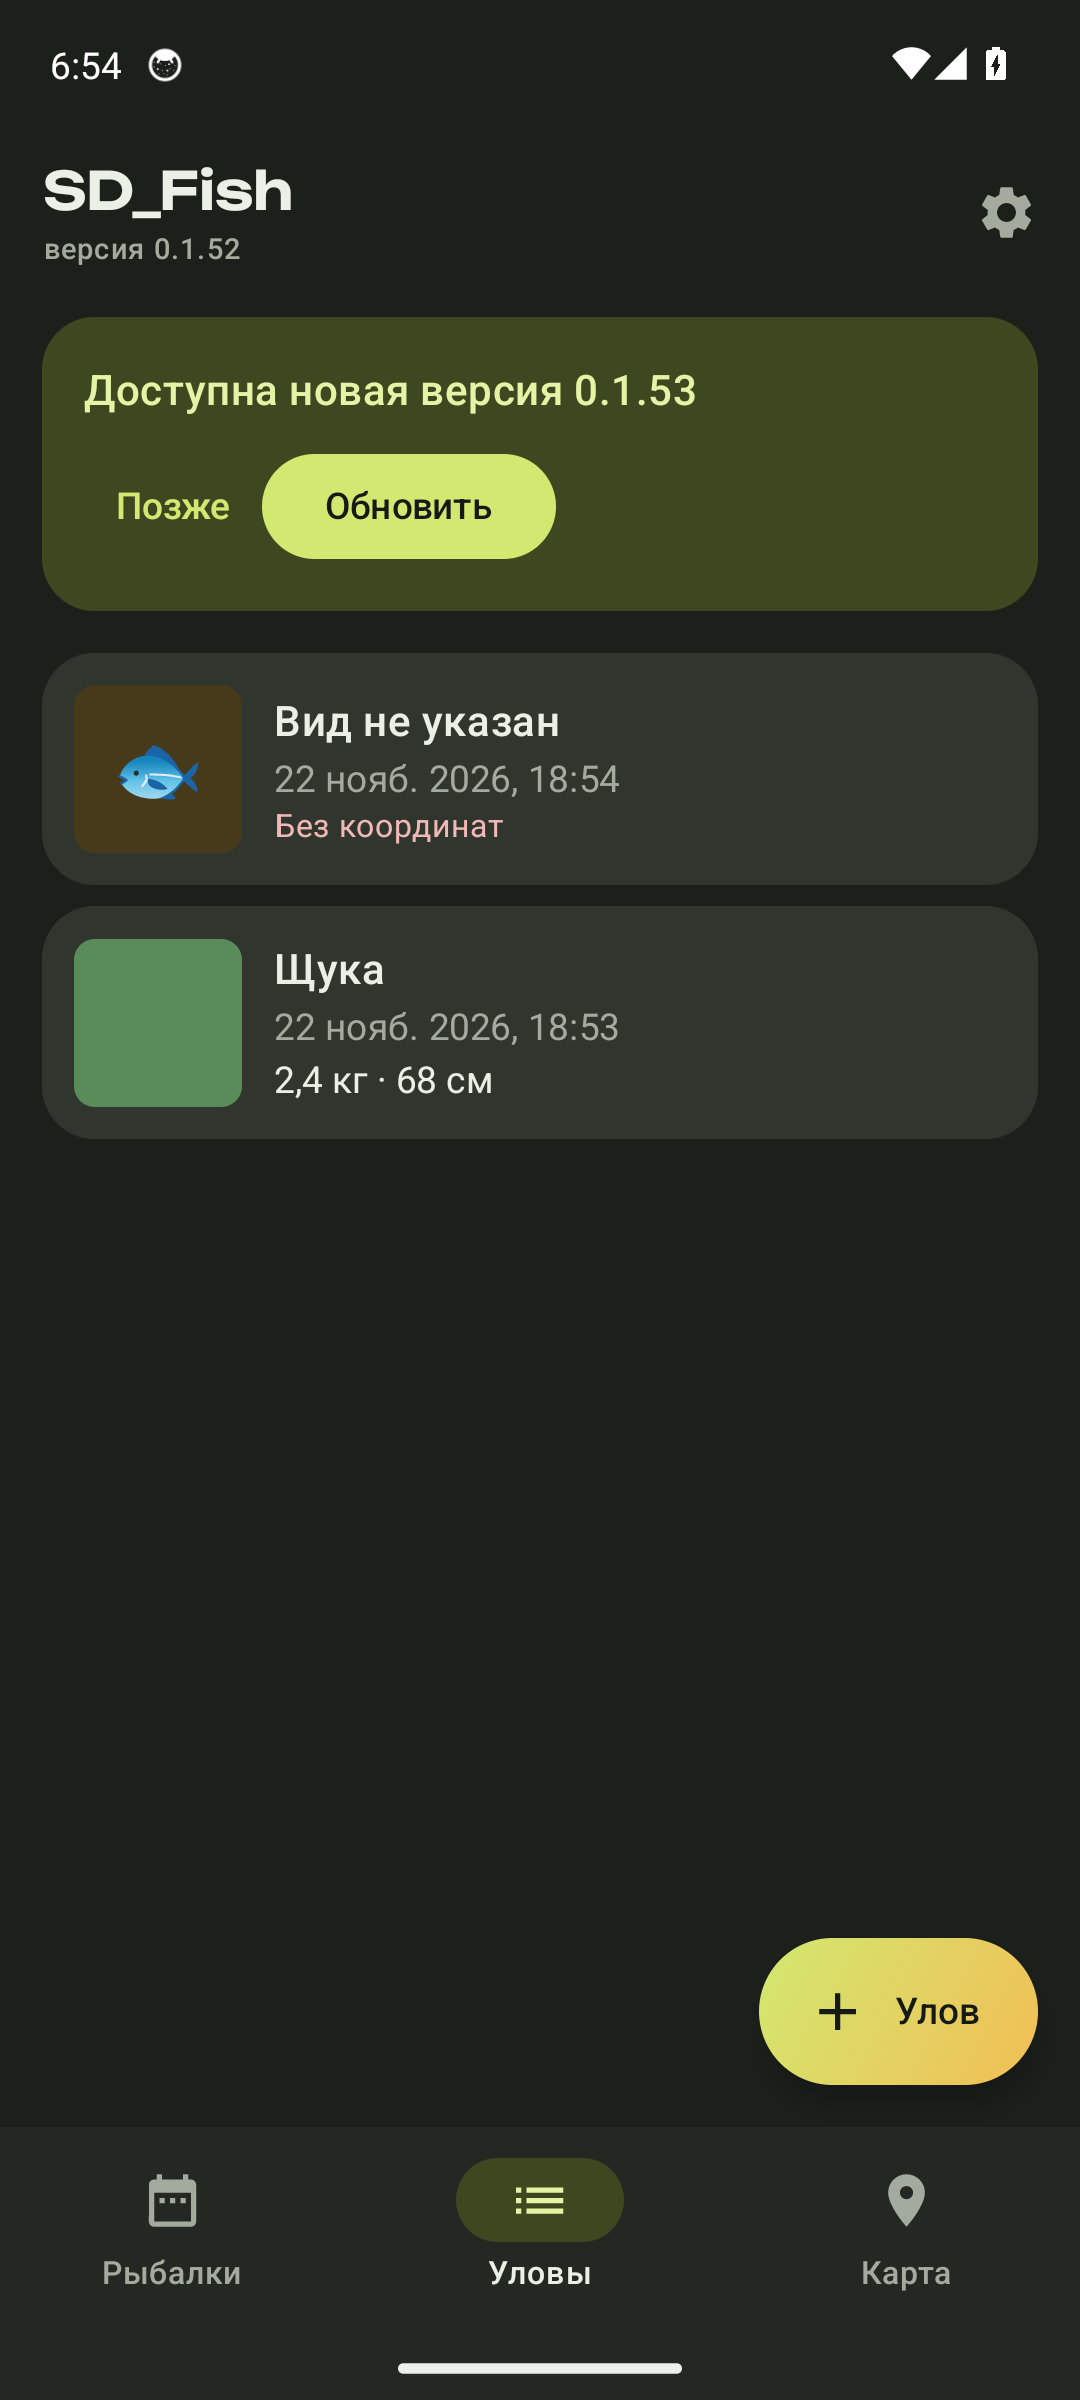 6:54
SD_Fish
версия 0.1.52
Доступна новая версия 0.1.53
Позже
Обновить
Вид не указан
22 нояб. 2026, 18:54
Без координат
Щука
22 нояб. 2026, 18:53
2,4 кг · 68 см
+ Улов
Рыбалки
Уловы
Карта